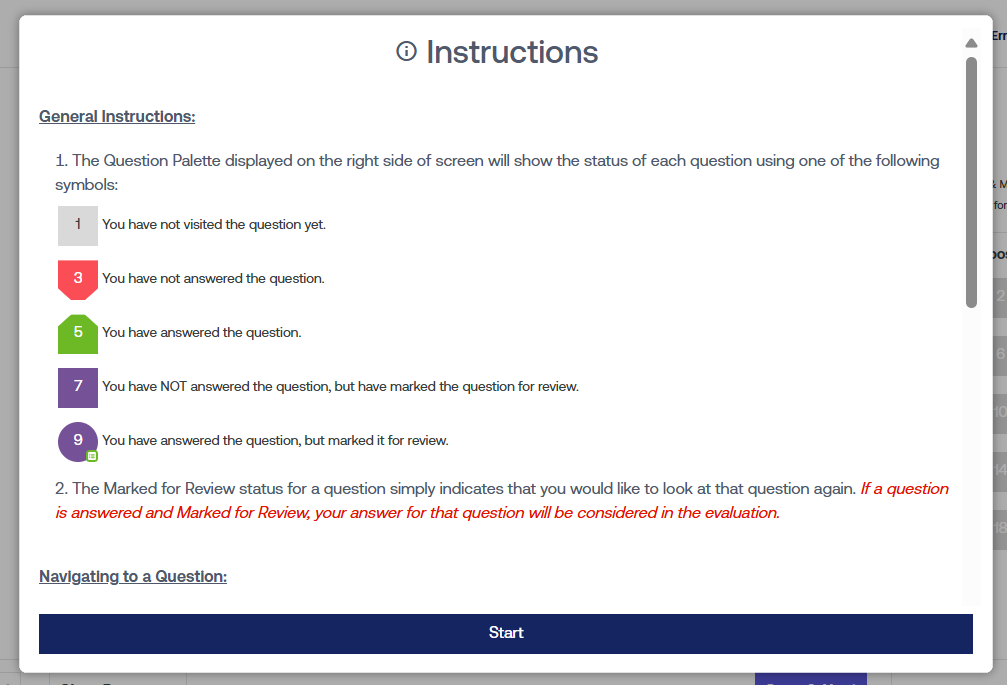 Instructions
General Instructions:
1. The Question Palette displayed on the right side of screen will show the status of each question using one of the following
symbols:
1 You have not visited the question yet.
3 You have not answered the question.
5 You have answered the question.
7 You have NOT answered the question, but have marked the question for review.
9 You have answered the question, but marked it for review.
2. The Marked for Review status for a question simply indicates that you would like to look at that question again. If a question
is answered and Marked for Review, your answer for that question will be considered in the evaluation.
Navigating to a Question:
Start
for
2
6
10
14
18